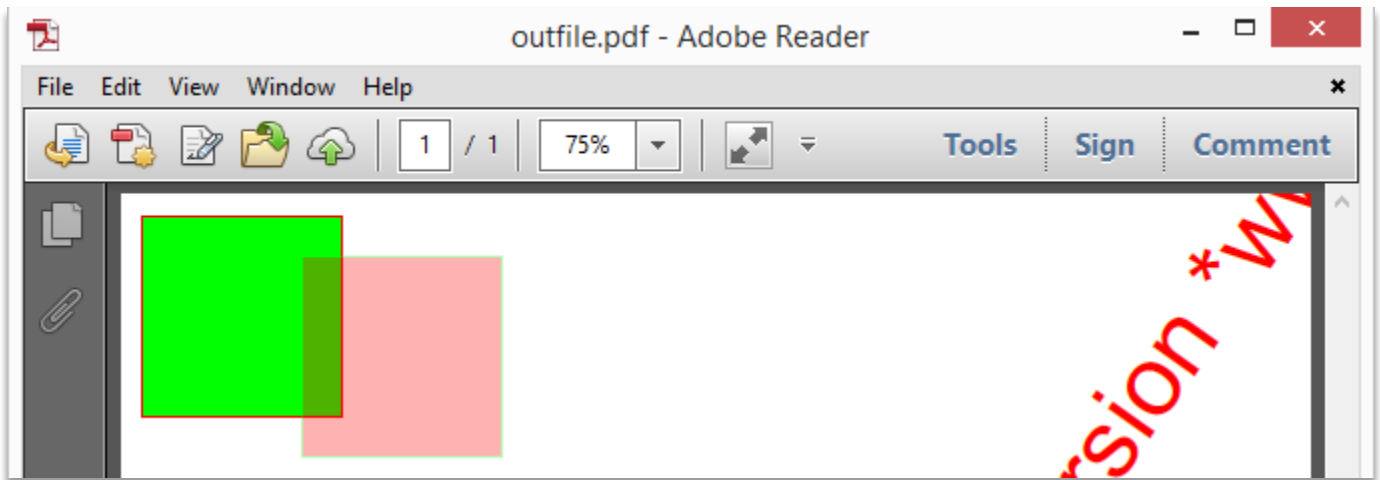 outfile.pdf - Adobe Reader
File Edit View Window Help
1 / 1 75% Tools Sign Comment
rsion *w